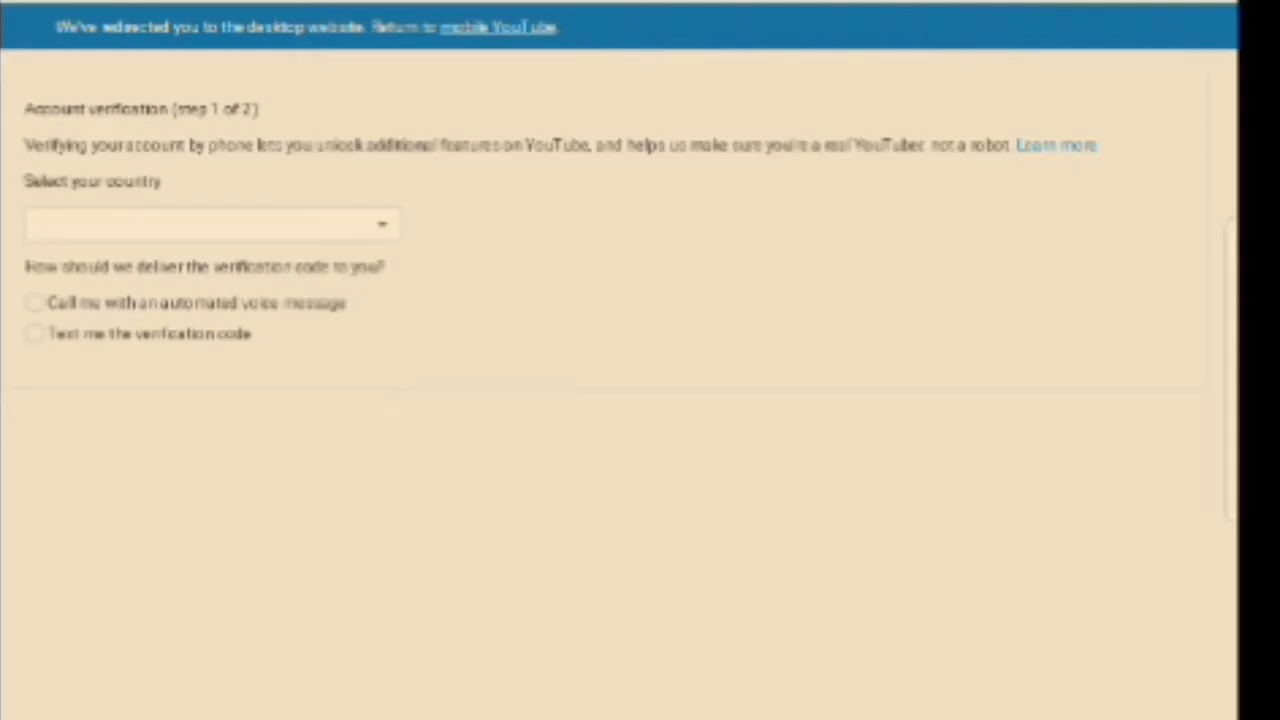 We've redirected you to the desktop website. Return to mobile YouTube.
Account verification (step 1 of 2)
Verifying your account by phone lets you unlock additional features on YouTube, and helps us make sure you're a real YouTuber, not a robot. Learn more
Select your country
How should we deliver the verification code to you?
Call me with an automated voice message
Text me the verification code